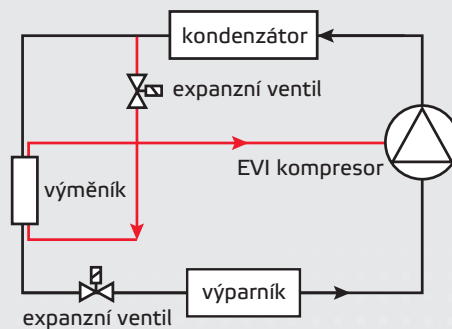 kondenzátor
expanzní ventil
EVI kompresor
výměník
výparník
expanzní ventil